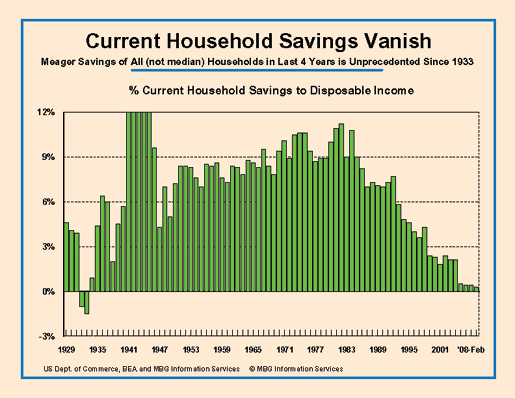 Current Household Savings Vanish
Meager Savings of All (not median) Households in Last 4 Years is Unprecedented Since 1933
% Current Household Savings to Disposable Income
12%
9%
6%
3%
0%
-3%
1929 1935 1941 1947 1953 1959 1965 1971 1977 1983 1989 1995 2001 '08-Feb
US Dept. of Commerce, BEA and MBG Information Services © MBG Information Services